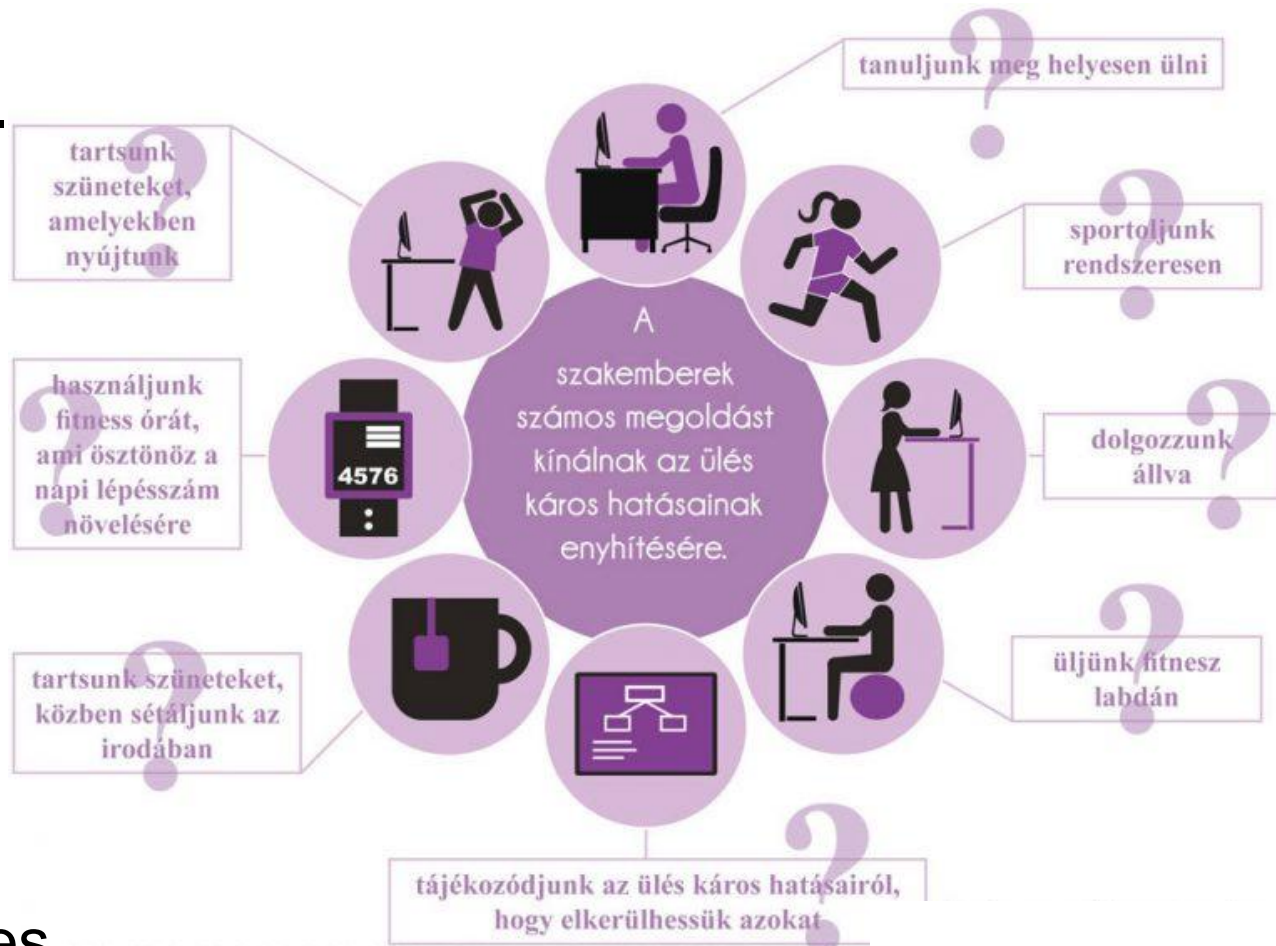 tanuljunk meg helyesen ülni
tartsunk
szüneteket,
amelyekben
nyújtunk
sportoljunk
rendszeresen
A
szakemberek
számos megoldást
kínálnak az ülés
káros hatásainak
enyhítésére.
használjunk
fitness órát,
ami ösztönöz a
napi lépésszám
növelésére
4576
dolgozzunk
állva
tartsunk szüneteket,
közben sétáljunk az
irodában
üljünk fitnesz
labdán
tájékozódjunk az ülés káros hatásairól,
hogy elkerülhessük azokat
?
?
?
?
?
?
?
?